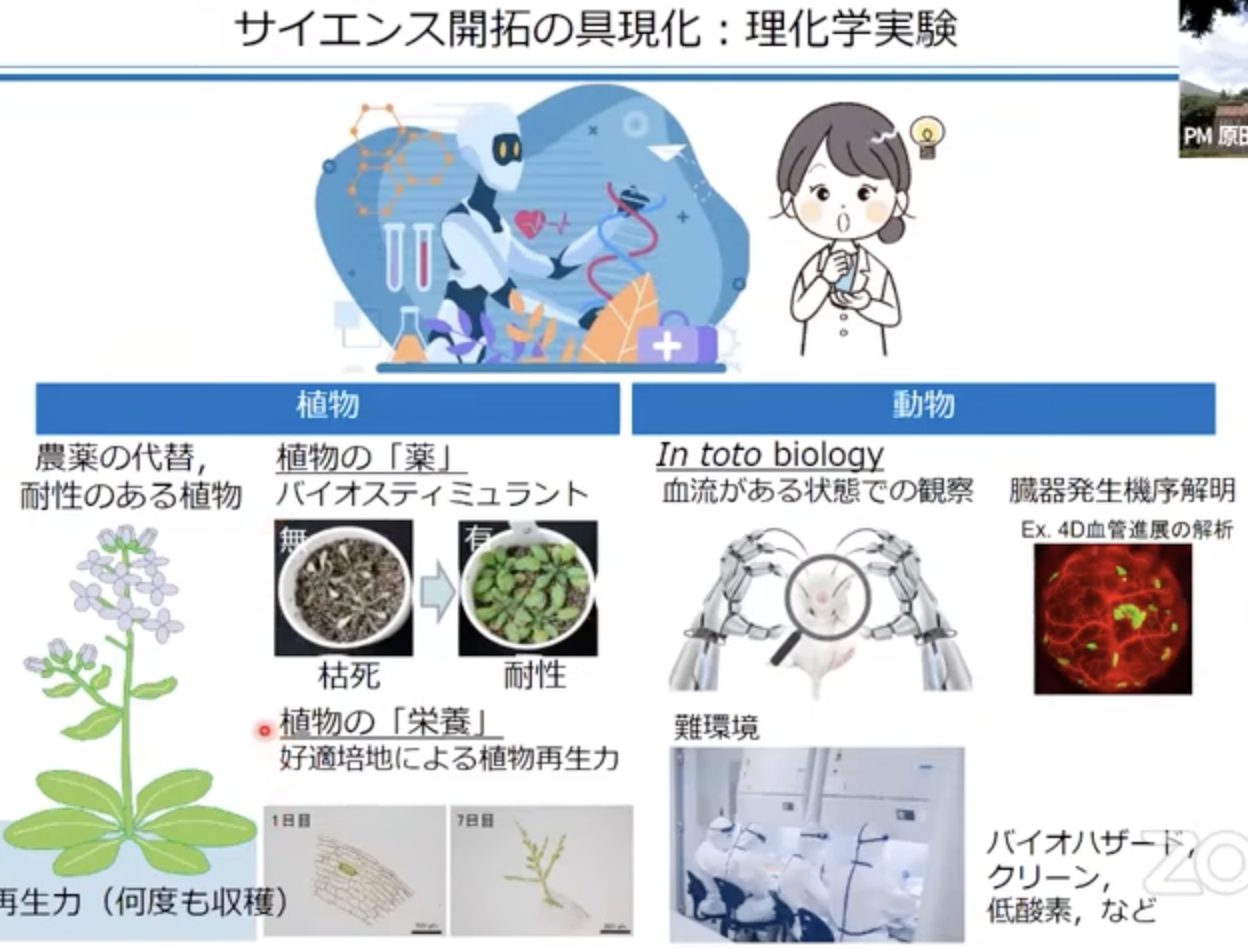 サイエンス開拓の具現化：理化学実験
PM 原田
植物
動物
農薬の代替，
耐性のある植物
植物の「薬」
バイオスティミュラント
無
有
枯死
耐性
植物の「栄養」
好適培地による植物再生力
1日目
7日目
再生力（何度も収穫）
In toto biology
血流がある状態での観察
臓器発生機序解明
Ex. 4D血管進展の解析
難環境
バイオハザード，
クリーン，
低酸素，など